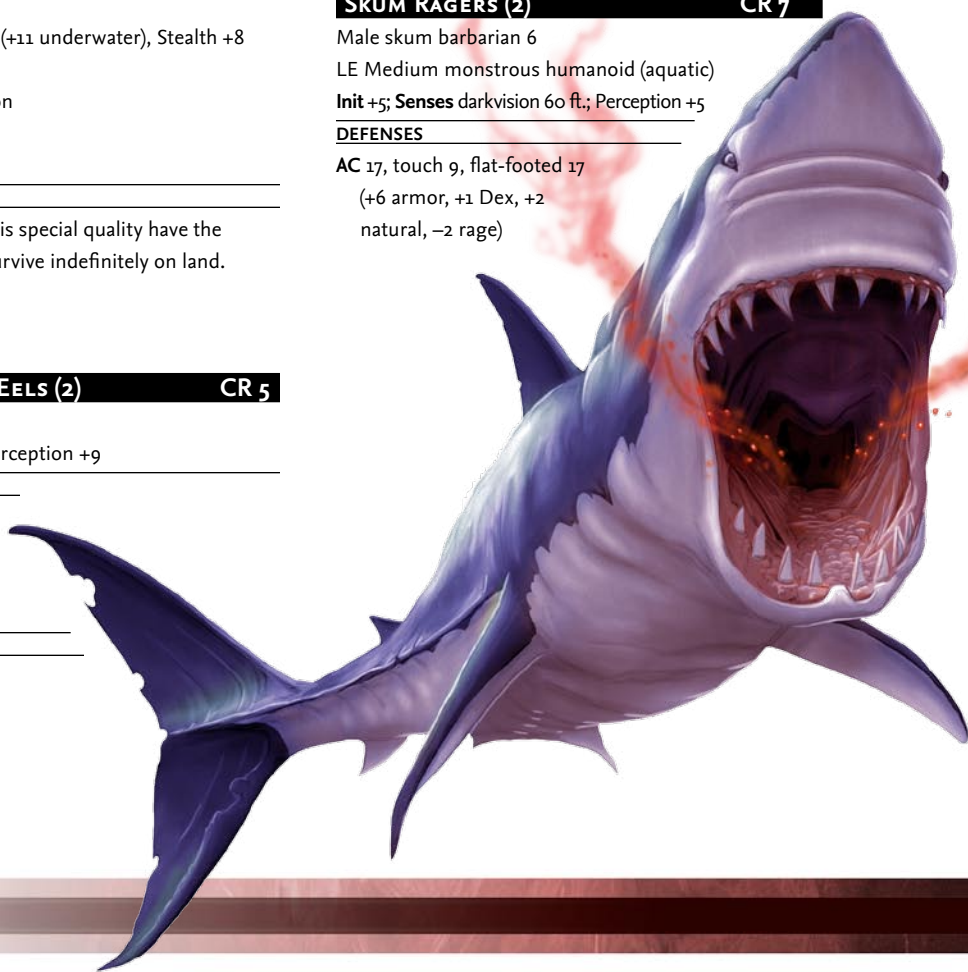 (+11 underwater), Stealth +8
is special quality have the
survive indefinitely on land.
EELS (2) CR 5
Perception +9
SKUM RAGERS (2) CR 7
Male skum barbarian 6
LE Medium monstrous humanoid (aquatic)
Init +5; Senses darkvision 60 ft.; Perception +5
DEFENSES
AC 17, touch 9, flat-footed 17
(+6 armor, +1 Dex, +2
natural, –2 rage)